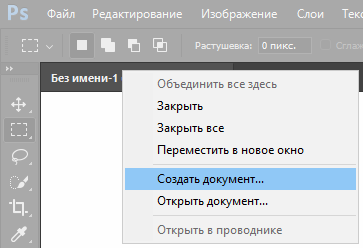 Ps Файл Редактирование Изображение Слои
Растушевка: 0 пикс.
Без имени-1
Объединить все здесь
Закрыть
Закрыть все
Переместить в новое окно
Создать документ...
Открыть документ...
Открыть в проводнике